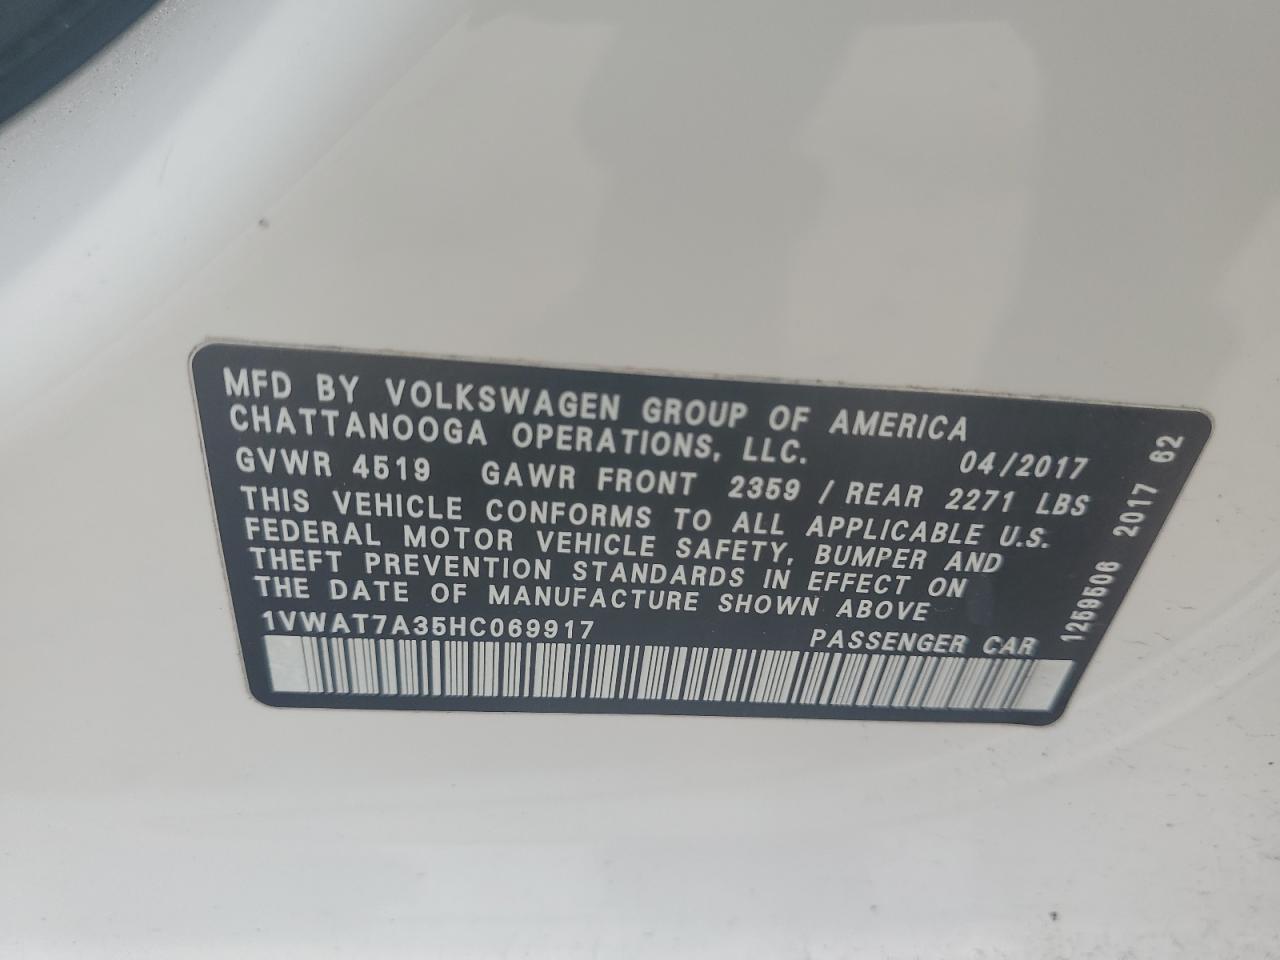 MFD BY VOLKSWAGEN GROUP OF AMERICA
CHATTANOOGA OPERATIONS, LLC.
04/2017
GVWR 4519 GAWR FRONT 2359 / REAR 2271 LBS
THIS VEHICLE CONFORMS TO ALL APPLICABLE U.S.
FEDERAL MOTOR VEHICLE SAFETY, BUMPER AND
THEFT PREVENTION STANDARDS IN EFFECT ON
THE DATE OF MANUFACTURE SHOWN ABOVE
1VWAT7A35HC069917
PASSENGER CAR
1259506 2017 62